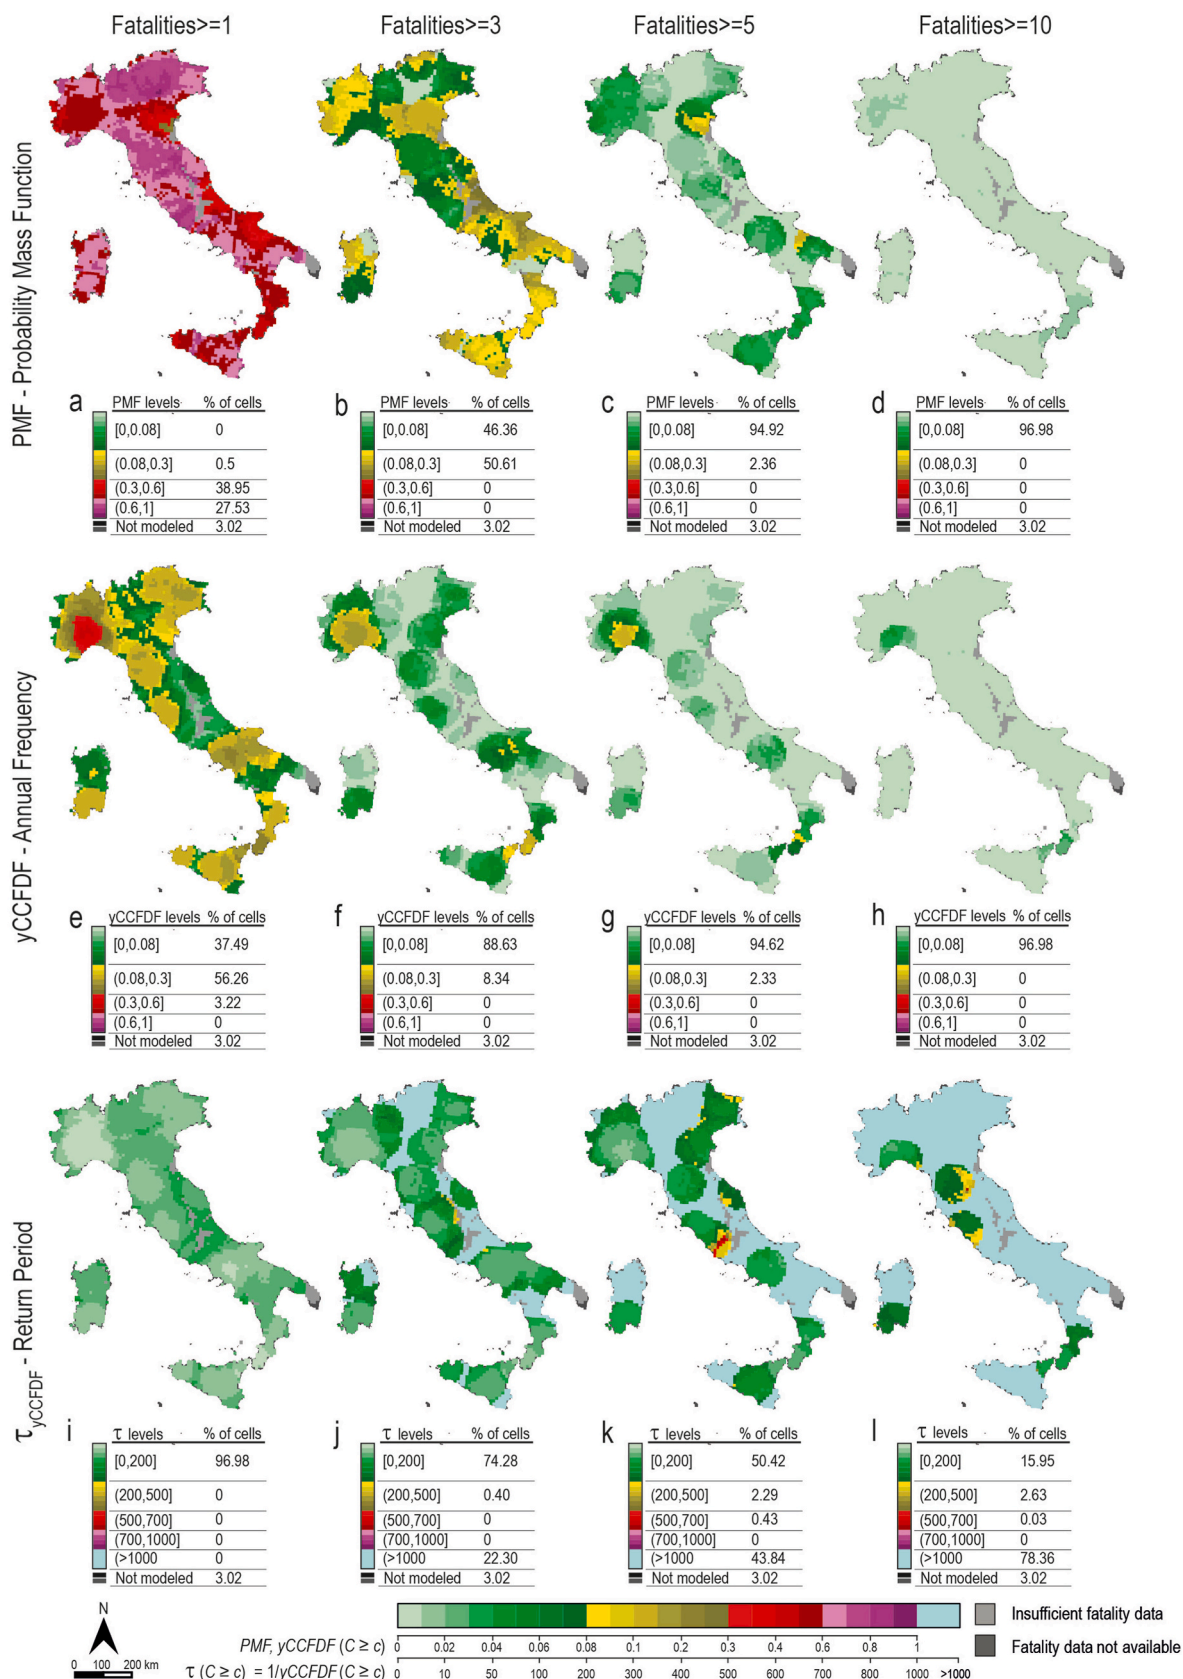 Fatalities>=1 Fatalities>=3 Fatalities>=5 Fatalities>=10
PMF - Probability Mass Function
a PMF levels % of cells
[0,0.08] 0
(0.08,0.3] 0.5
(0.3,0.6] 38.95
(0.6,1] 27.53
Not modeled 3.02
b PMF levels % of cells
[0,0.08] 46.36
(0.08,0.3] 50.61
(0.3,0.6] 0
(0.6,1] 0
Not modeled 3.02
c PMF levels % of cells
[0,0.08] 94.92
(0.08,0.3] 2.36
(0.3,0.6] 0
(0.6,1] 0
Not modeled 3.02
d PMF levels % of cells
[0,0.08] 96.98
(0.08,0.3] 0
(0.3,0.6] 0
(0.6,1] 0
Not modeled 3.02
yCCFDF - Annual Frequency
e yCCFDF levels % of cells
[0,0.08] 37.49
(0.08,0.3] 56.26
(0.3,0.6] 3.22
(0.6,1] 0
Not modeled 3.02
f yCCFDF levels % of cells
[0,0.08] 88.63
(0.08,0.3] 8.34
(0.3,0.6] 0
(0.6,1] 0
Not modeled 3.02
g yCCFDF levels % of cells
[0,0.08] 94.62
(0.08,0.3] 2.33
(0.3,0.6] 0
(0.6,1] 0
Not modeled 3.02
h yCCFDF levels % of cells
[0,0.08] 96.98
(0.08,0.3] 0
(0.3,0.6] 0
(0.6,1] 0
Not modeled 3.02
τyCCFDF - Return Period
i τ levels % of cells
[0,200] 96.98
(200,500] 0
(500,700] 0
(700,1000] 0
(>1000 0
Not modeled 3.02
j τ levels % of cells
[0,200] 74.28
(200,500] 0.40
(500,700] 0
(700,1000] 0
(>1000 22.30
Not modeled 3.02
k τ levels % of cells
[0,200] 50.42
(200,500] 2.29
(500,700] 0.43
(700,1000] 0
(>1000 43.84
Not modeled 3.02
l τ levels % of cells
[0,200] 15.95
(200,500] 2.63
(500,700] 0.03
(700,1000] 0
(>1000 78.36
Not modeled 3.02
N
0 100 200 km
PMF, yCCFDF (C ≥ c) 0 0.02 0.04 0.06 0.08 0.1 0.2 0.3 0.4 0.6 0.8 1
τ (C ≥ c) = 1/yCCFDF (C ≥ c) 0 10 50 100 200 300 400 500 600 700 800 1000 >1000
Insufficient fatality data
Fatality data not available